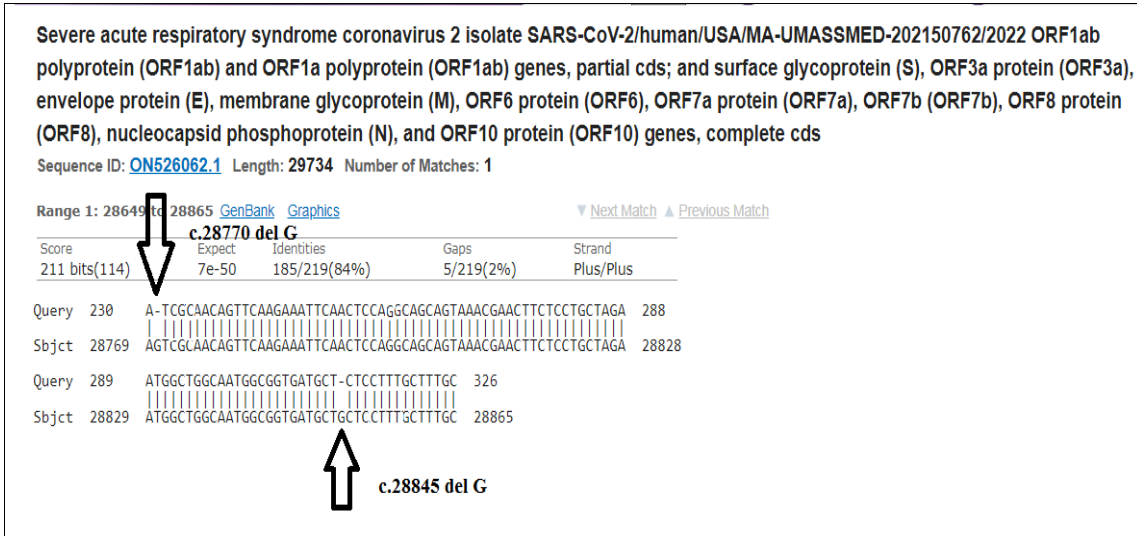 Severe acute respiratory syndrome coronavirus 2 isolate SARS-CoV-2/human/USA/MA-UMASSMED-202150762/2022 ORF1ab
polyprotein (ORF1ab) and ORF1a polyprotein (ORF1ab) genes, partial cds; and surface glycoprotein (S), ORF3a protein (ORF3a),
envelope protein (E), membrane glycoprotein (M), ORF6 protein (ORF6), ORF7a protein (ORF7a), ORF7b (ORF7b), ORF8 protein
(ORF8), nucleocapsid phosphoprotein (N), and ORF10 protein (ORF10) genes, complete cds
Sequence ID: ON526062.1 Length: 29734 Number of Matches: 1
Range 1: 28649 to 28865 GenBank Graphics ▼ Next Match ▲ Previous Match
c.28770 del G
Score Expect Identities Gaps Strand
211 bits(114) 7e-50 185/219(84%) 5/219(2%) Plus/Plus
Query 230 A-TCGCAACAGTTCAAGAAATTCAACTCCAGGCAGCAGTAAACGAACTTCTCCTGCTAGA 288
Sbjct 28769 AGTCGCAACAGTTCAAGAAATTCAACTCCAGGCAGCAGTAAACGAACTTCTCCTGCTAGA 28828
Query 289 ATGGCTGGCAATGGCGGTGATGCT-CTCCTTTGCTTTGC 326
Sbjct 28829 ATGGCTGGCAATGGCGGTGATGCTGCTCCTTTGCTTTGC 28865
c.28845 del G